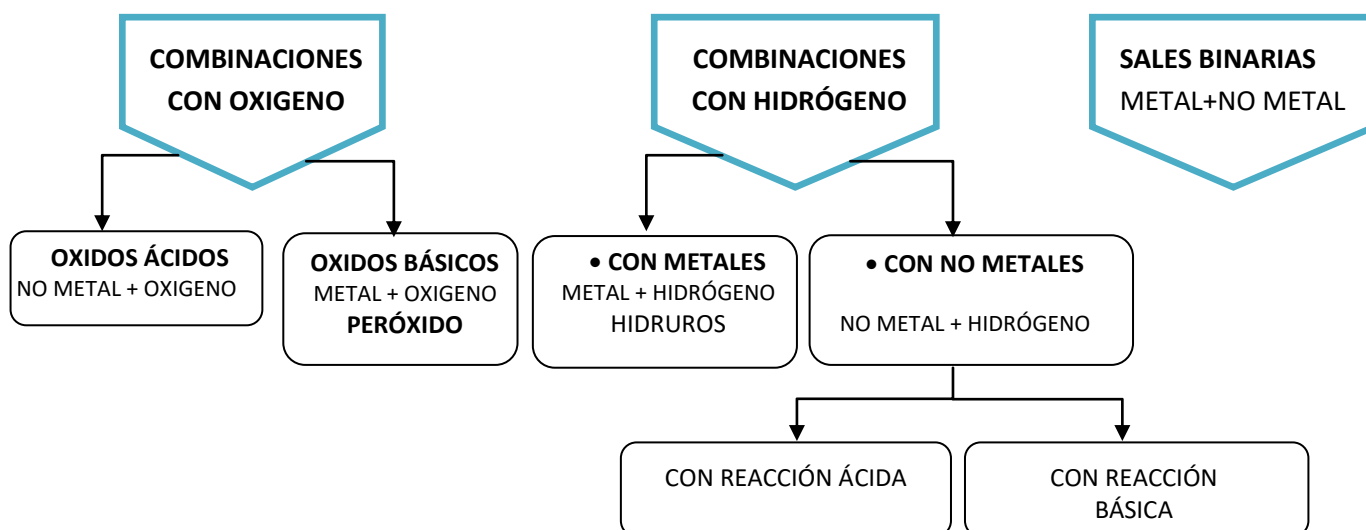 COMBINACIONES
CON OXIGENO
COMBINACIONES
CON HIDRÓGENO
SALES BINARIAS
METAL+NO METAL
OXIDOS ÁCIDOS
NO METAL + OXIGENO
OXIDOS BÁSICOS
METAL + OXIGENO
PERÓXIDO
• CON METALES
METAL + HIDRÓGENO
HIDRUROS
• CON NO METALES
NO METAL + HIDRÓGENO
CON REACCIÓN ÁCIDA
CON REACCIÓN
BÁSICA